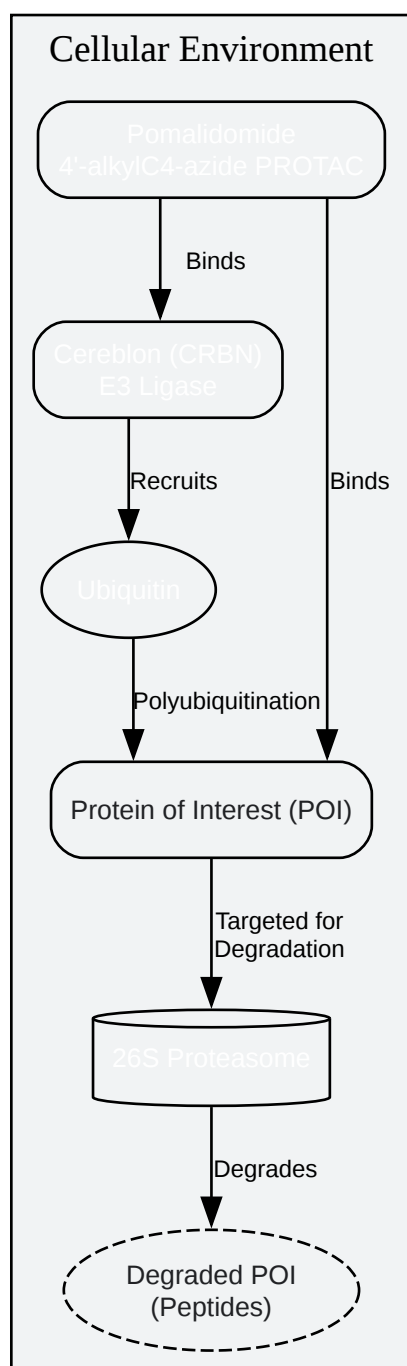 Cellular Environment
Pomalidomide
4'-alkylC4-azide PROTAC
Binds
Cereblon (CRBN)
E3 Ligase
Recruits
Binds
Ubiquitin
Polyubiquitination
Protein of Interest (POI)
Targeted for
Degradation
26S Proteasome
Degrades
Degraded POI
(Peptides)